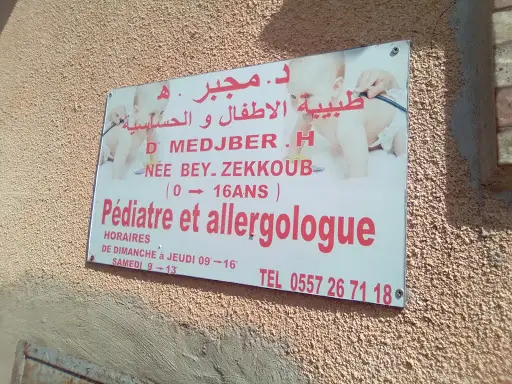 د. مجبر . هـ
طبيبة الاطفال و الحساسية
D MEDJBER . H
NEE BEY- ZEKKOUB
( 0 → 16ANS )
Pédiatre et allergologue
HORAIRES
DE DIMANCHE à JEUDI 09 →16
SAMEDI 9 →13
TEL 0557 26 71 18